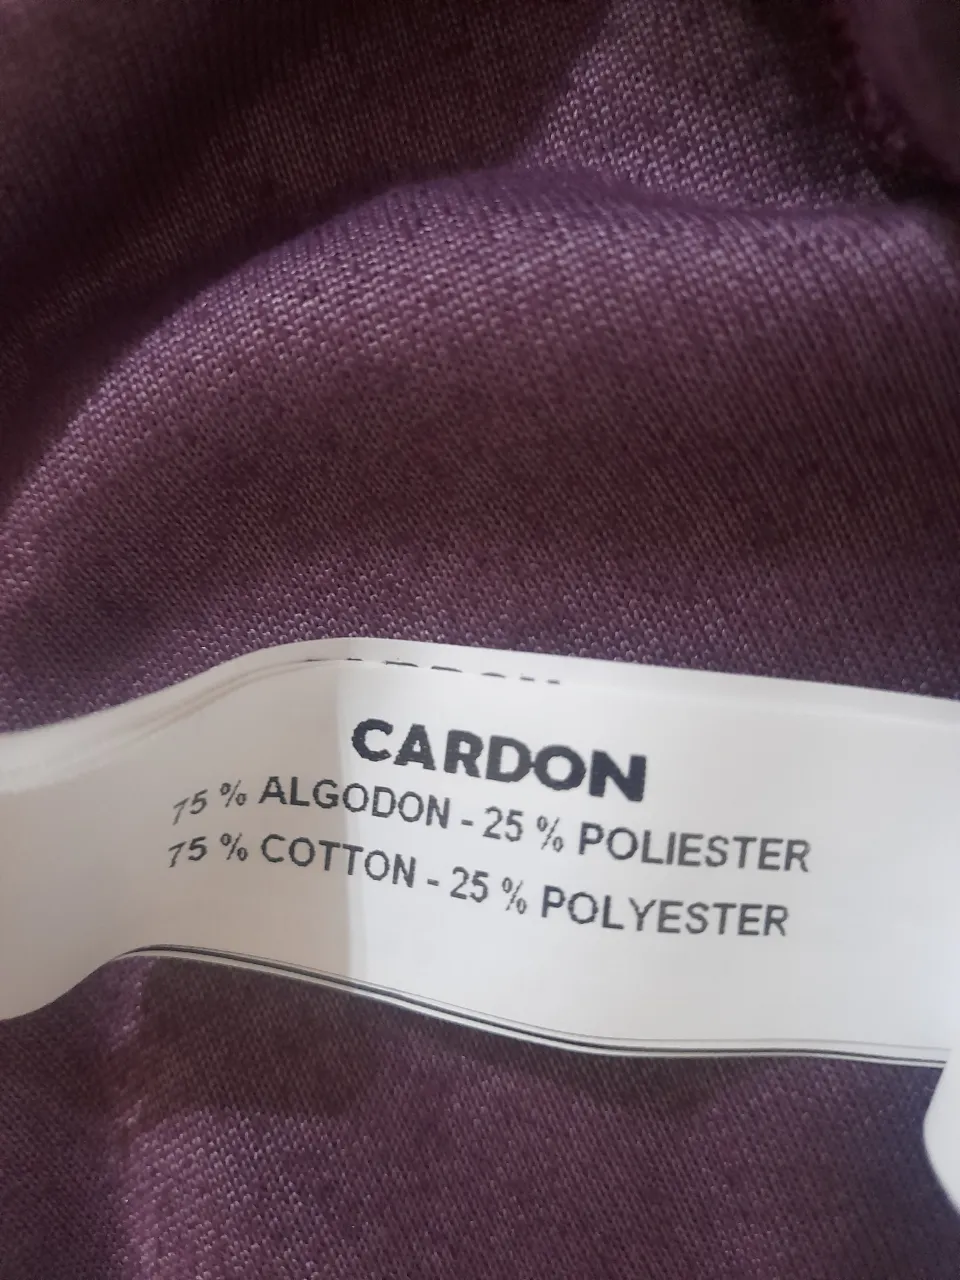 CARDON
75 % ALGODON - 25 % POLIESTER
75 % COTTON - 25 % POLYESTER